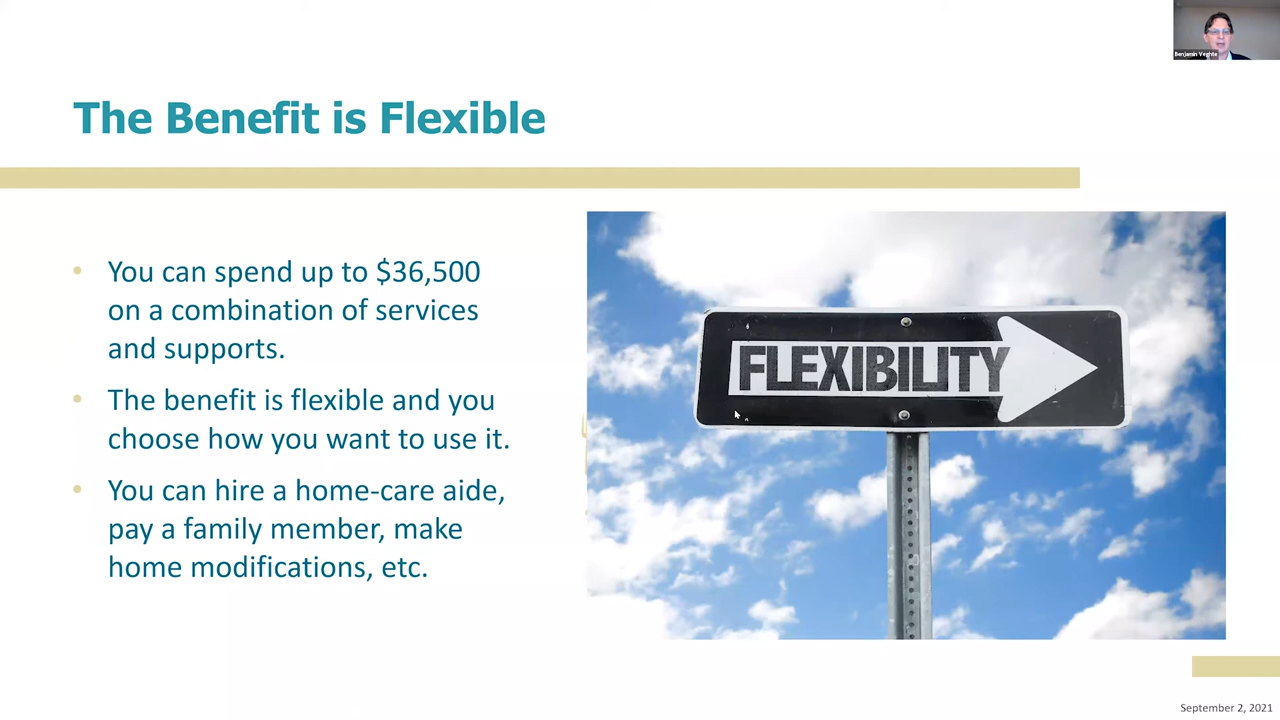 Benjamin Veghte
The Benefit is Flexible
• You can spend up to $36,500
on a combination of services
and supports.
• The benefit is flexible and you
choose how you want to use it.
• You can hire a home-care aide,
pay a family member, make
home modifications, etc.
FLEXIBILITY
September 2, 2021